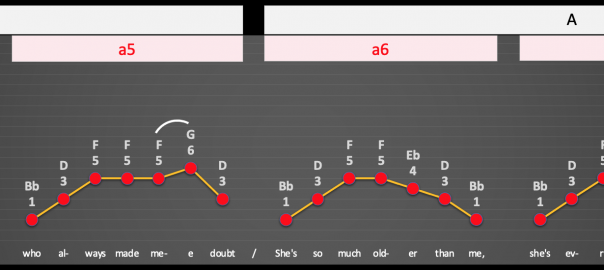 A
a5 a6
G
F F F F F Eb F
D 5 5 5 6 D D 5 5 4 D D 5
Bb 3 3 Bb 3 3 Bb Bb 3
1 1 1 1
who al- ways made me- e doubt / She's so much old- er than me, she's ev-